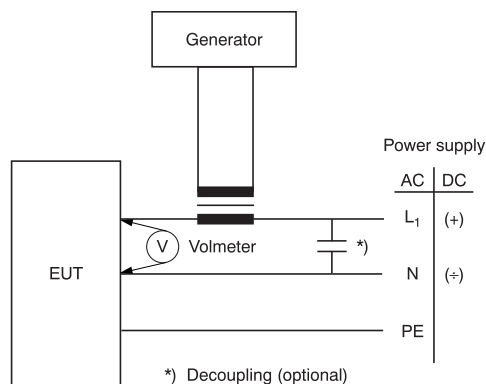 Generator
Power supply
AC DC
L1 (+)
V Volmeter *)
EUT
N (÷)
PE
*) Decoupling (optional)